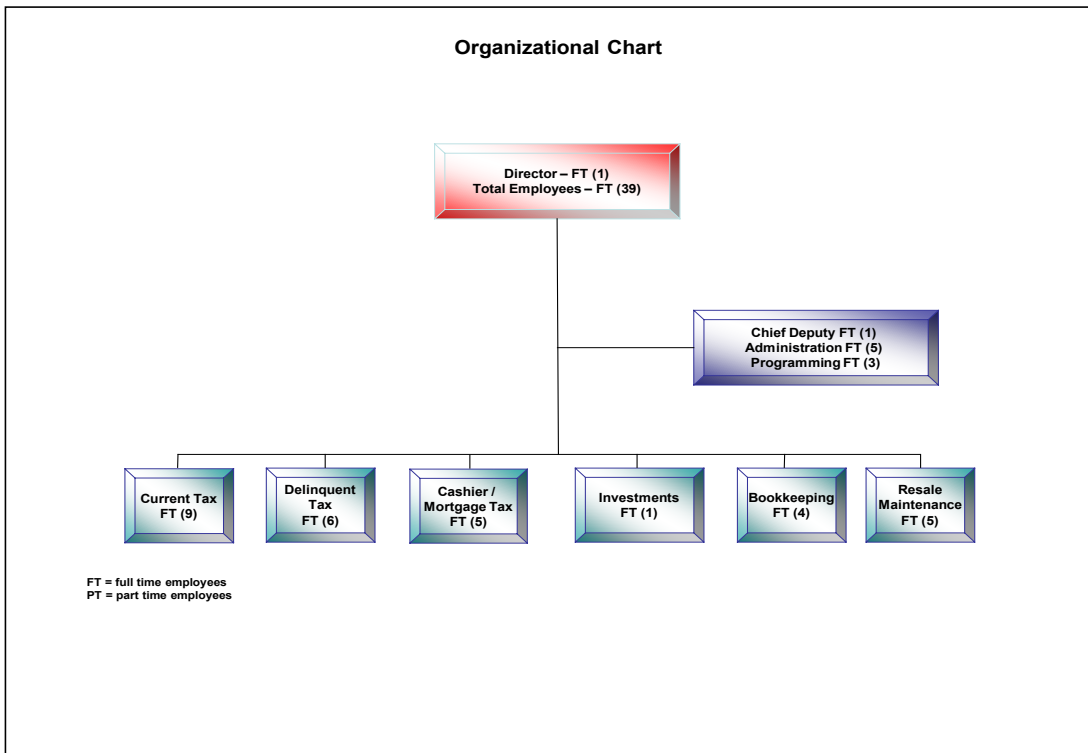 Organizational Chart
Director – FT (1)
Total Employees – FT (39)
Chief Deputy FT (1)
Administration FT (5)
Programming FT (3)
Current Tax
FT (9)
Delinquent
Tax
FT (6)
Cashier /
Mortgage Tax
FT (5)
Investments
FT (1)
Bookkeeping
FT (4)
Resale
Maintenance
FT (5)
FT = full time employees
PT = part time employees